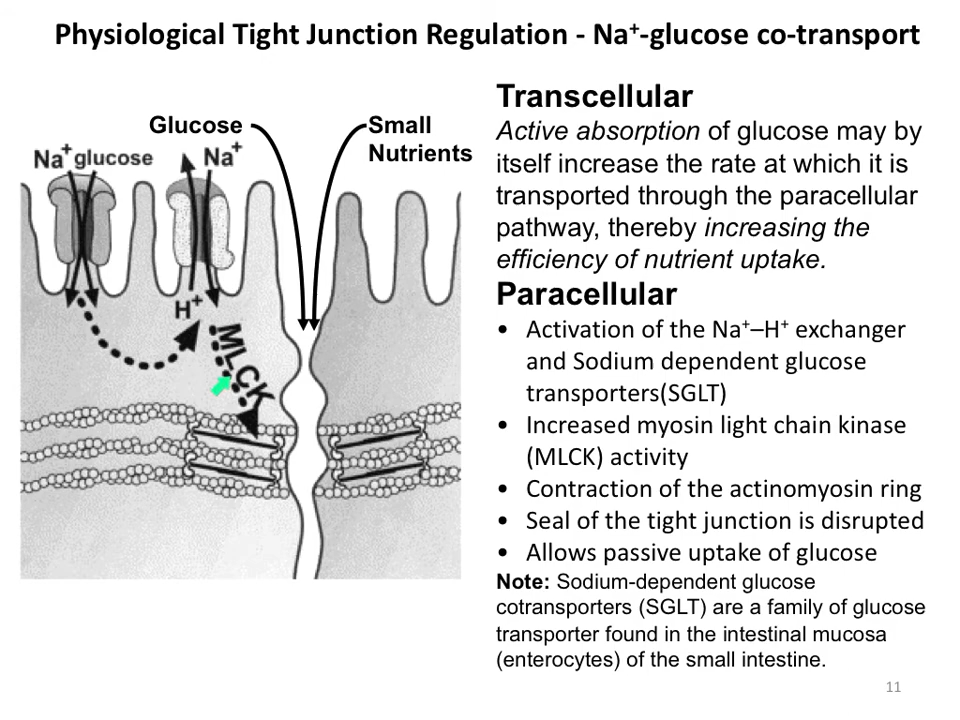 Physiological Tight Junction Regulation - Na⁺-glucose co-transport
Glucose
Small
Nutrients
Na⁺ glucose
Na⁺
H⁺
MLCK
Transcellular
Active absorption of glucose may by
itself increase the rate at which it is
transported through the paracellular
pathway, thereby increasing the
efficiency of nutrient uptake.
Paracellular
• Activation of the Na⁺–H⁺ exchanger
and Sodium dependent glucose
transporters(SGLT)
• Increased myosin light chain kinase
(MLCK) activity
• Contraction of the actinomyosin ring
• Seal of the tight junction is disrupted
• Allows passive uptake of glucose
Note: Sodium-dependent glucose
cotransporters (SGLT) are a family of glucose
transporter found in the intestinal mucosa
(enterocytes) of the small intestine.
11